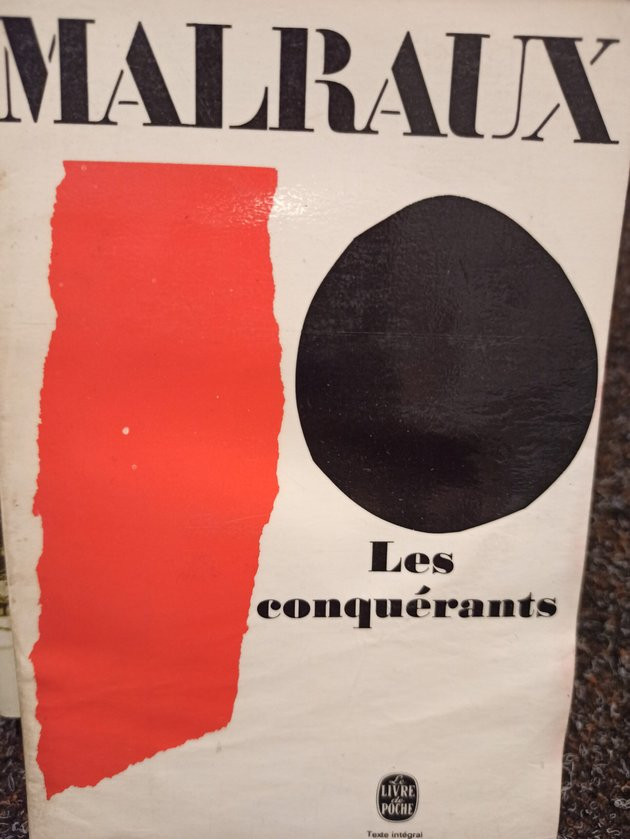 MALRAUX
Les
conquérants
Le
LIVRE
de
POCHE
Texte intégral